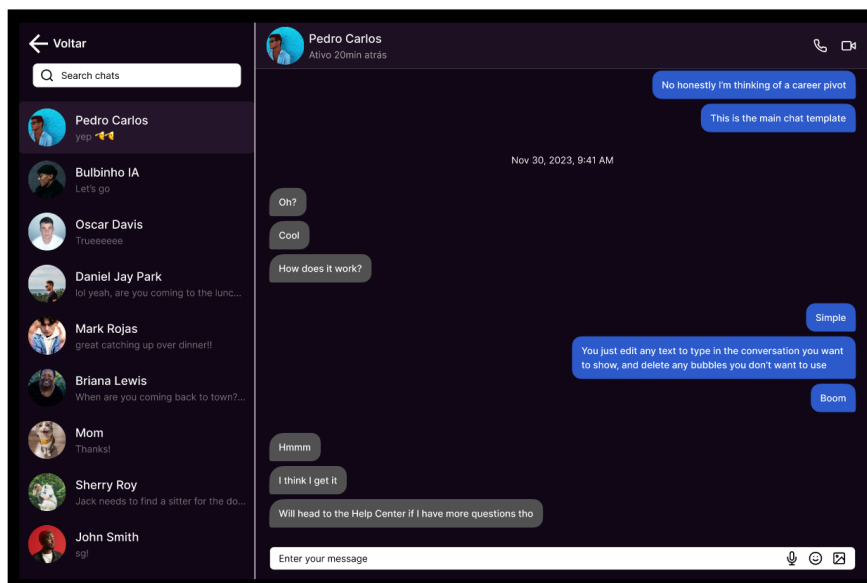 Voltar
Search chats
Pedro Carlos
yep
Bulbinho IA
Let's go
Oscar Davis
Trueeeeee
Daniel Jay Park
lol yeah, are you coming to the lunc...
Mark Rojas
great catching up over dinner!!
Briana Lewis
When are you coming back to town?...
Mom
Thanks!
Sherry Roy
Jack needs to find a sitter for the do...
John Smith
sg!
Pedro Carlos
Ativo 20min atrás
No honestly I'm thinking of a career pivot
This is the main chat template
Nov 30, 2023, 9:41 AM
Oh?
Cool
How does it work?
Simple
You just edit any text to type in the conversation you want
to show, and delete any bubbles you don't want to use
Boom
Hmmm
I think I get it
Will head to the Help Center if I have more questions tho
Enter your message